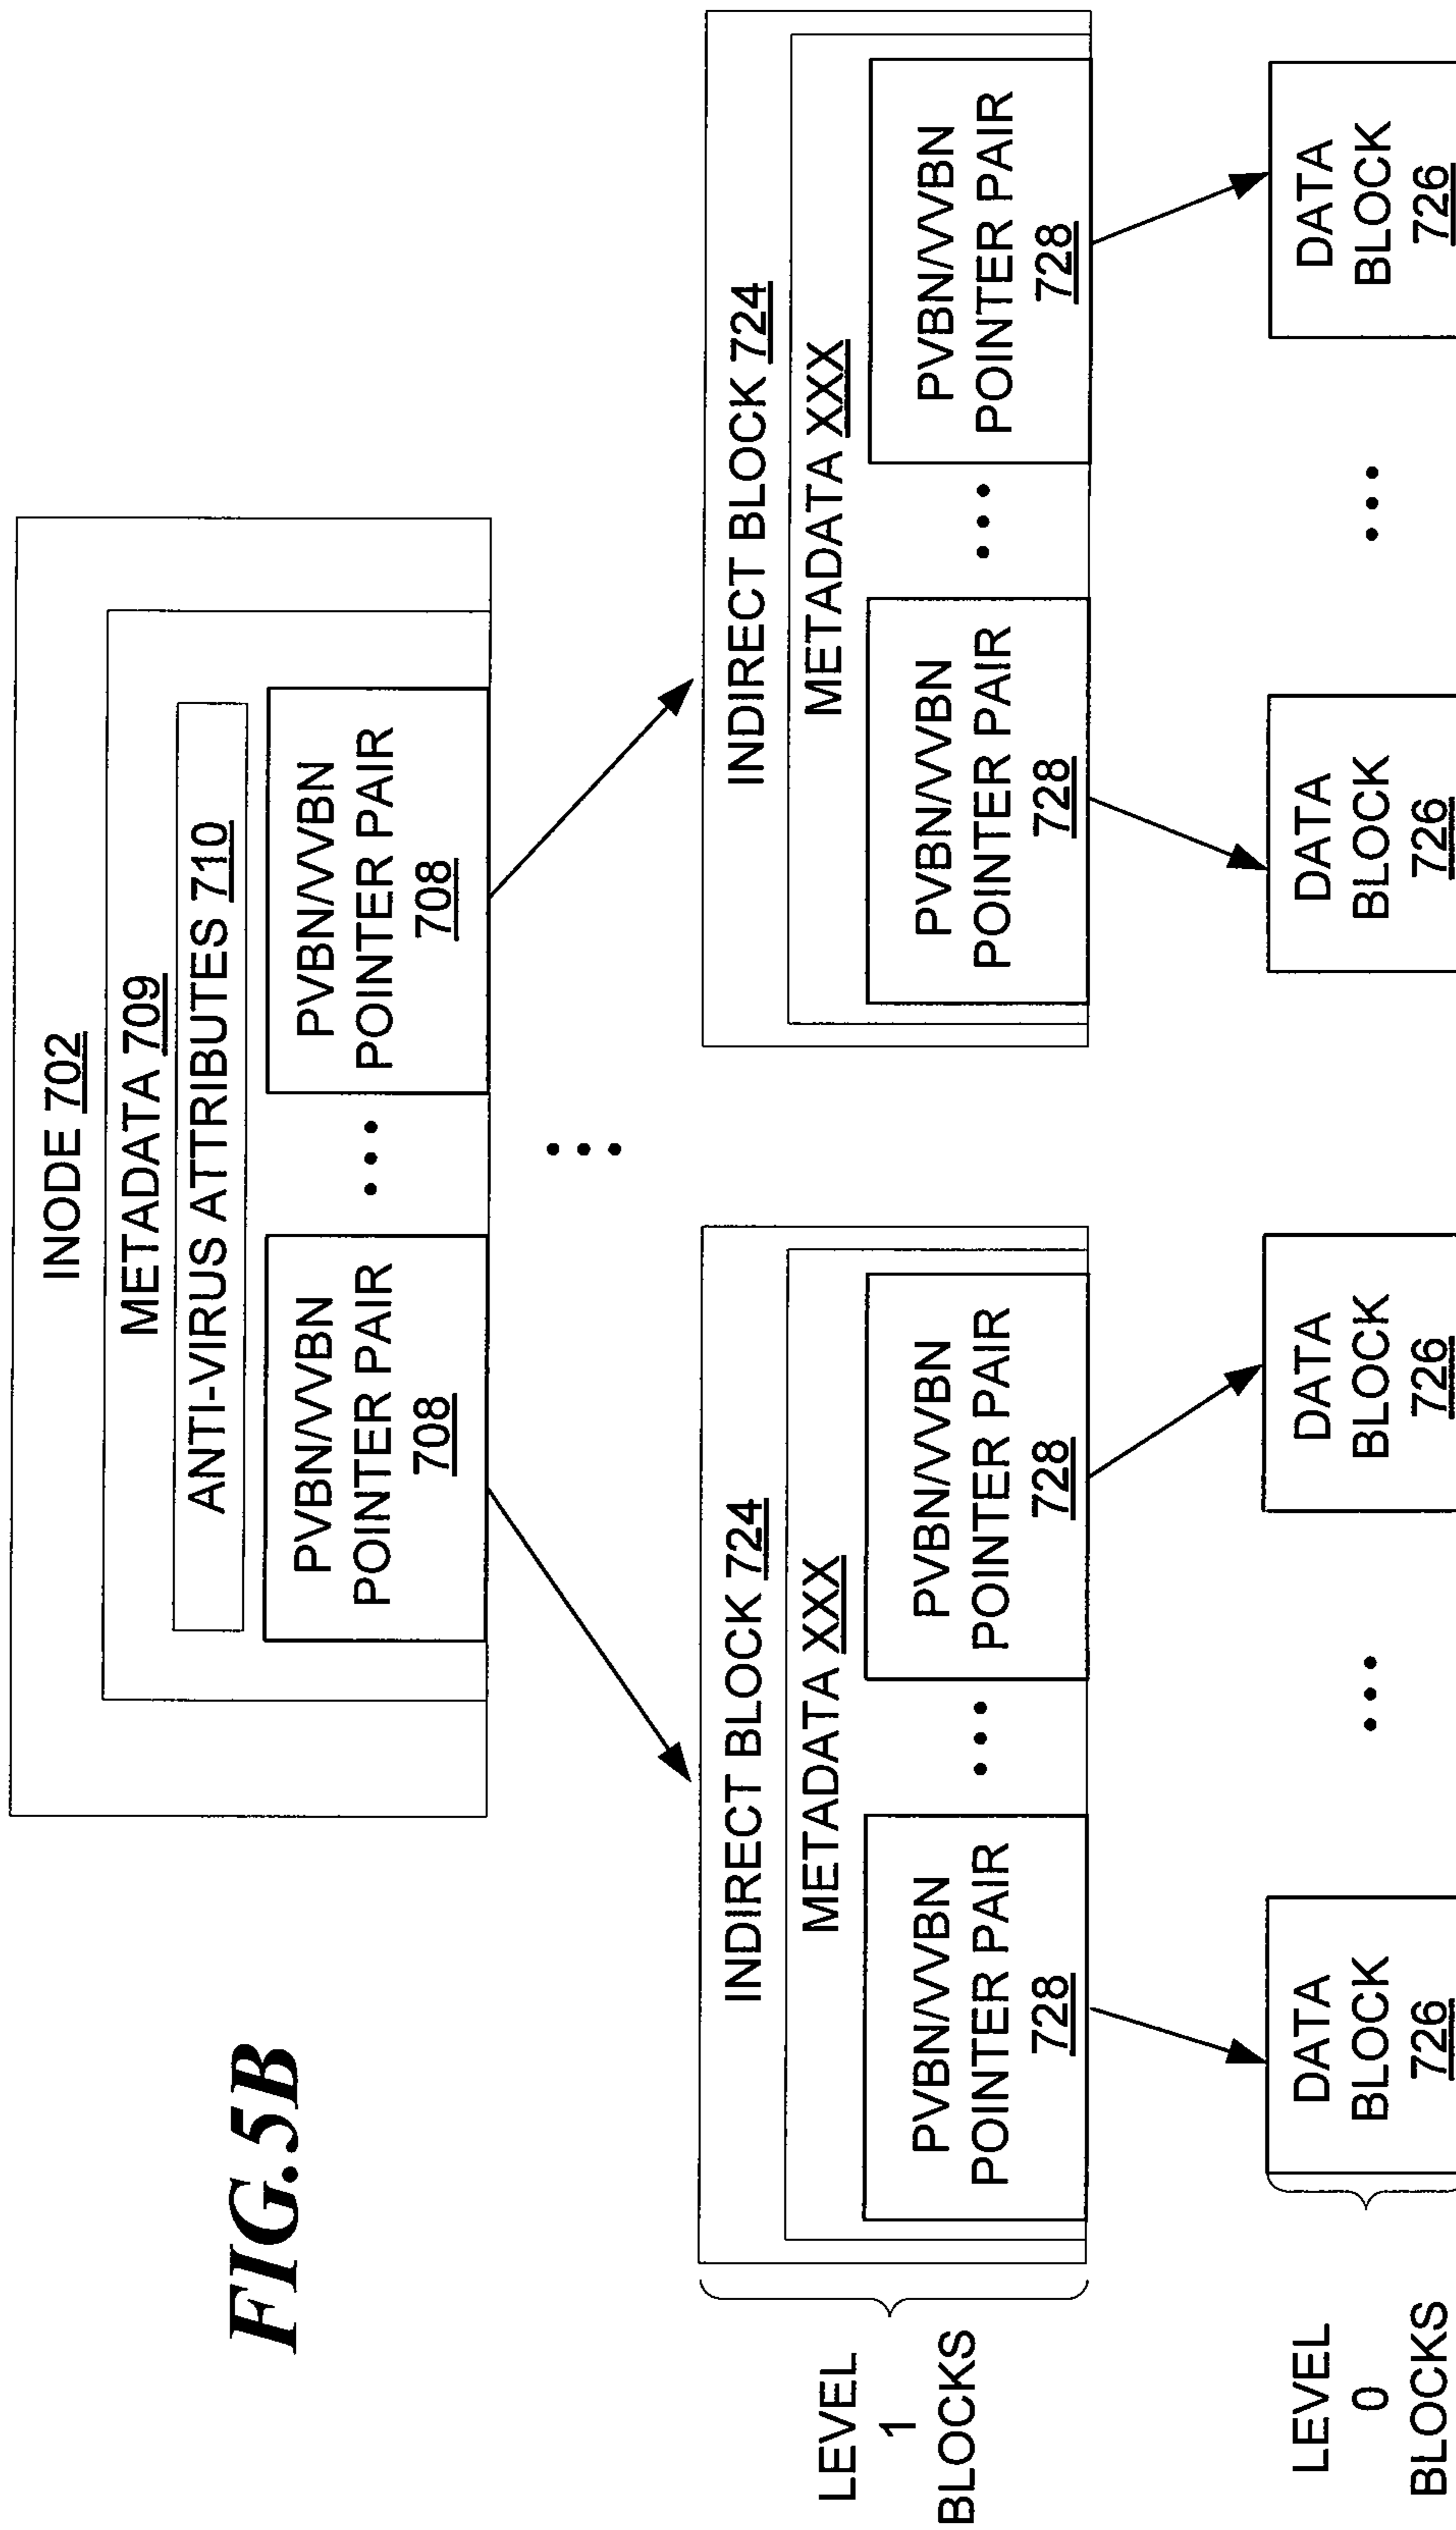 FIG.5B
INODE 702
METADATA 709
ANTI-VIRUS ATTRIBUTES 710
PVBN/VVBN
POINTER PAIR
708
• • •
PVBN/VVBN
POINTER PAIR
708
• • •
LEVEL
1
BLOCKS
INDIRECT BLOCK 724
METADATA XXX
PVBN/VVBN
POINTER PAIR
728
• • •
PVBN/VVBN
POINTER PAIR
728
INDIRECT BLOCK 724
METADATA XXX
PVBN/VVBN
POINTER PAIR
728
• • •
PVBN/VVBN
POINTER PAIR
728
LEVEL
0
BLOCKS
DATA
BLOCK
726
• • •
DATA
BLOCK
726
DATA
BLOCK
726
• • •
DATA
BLOCK
726